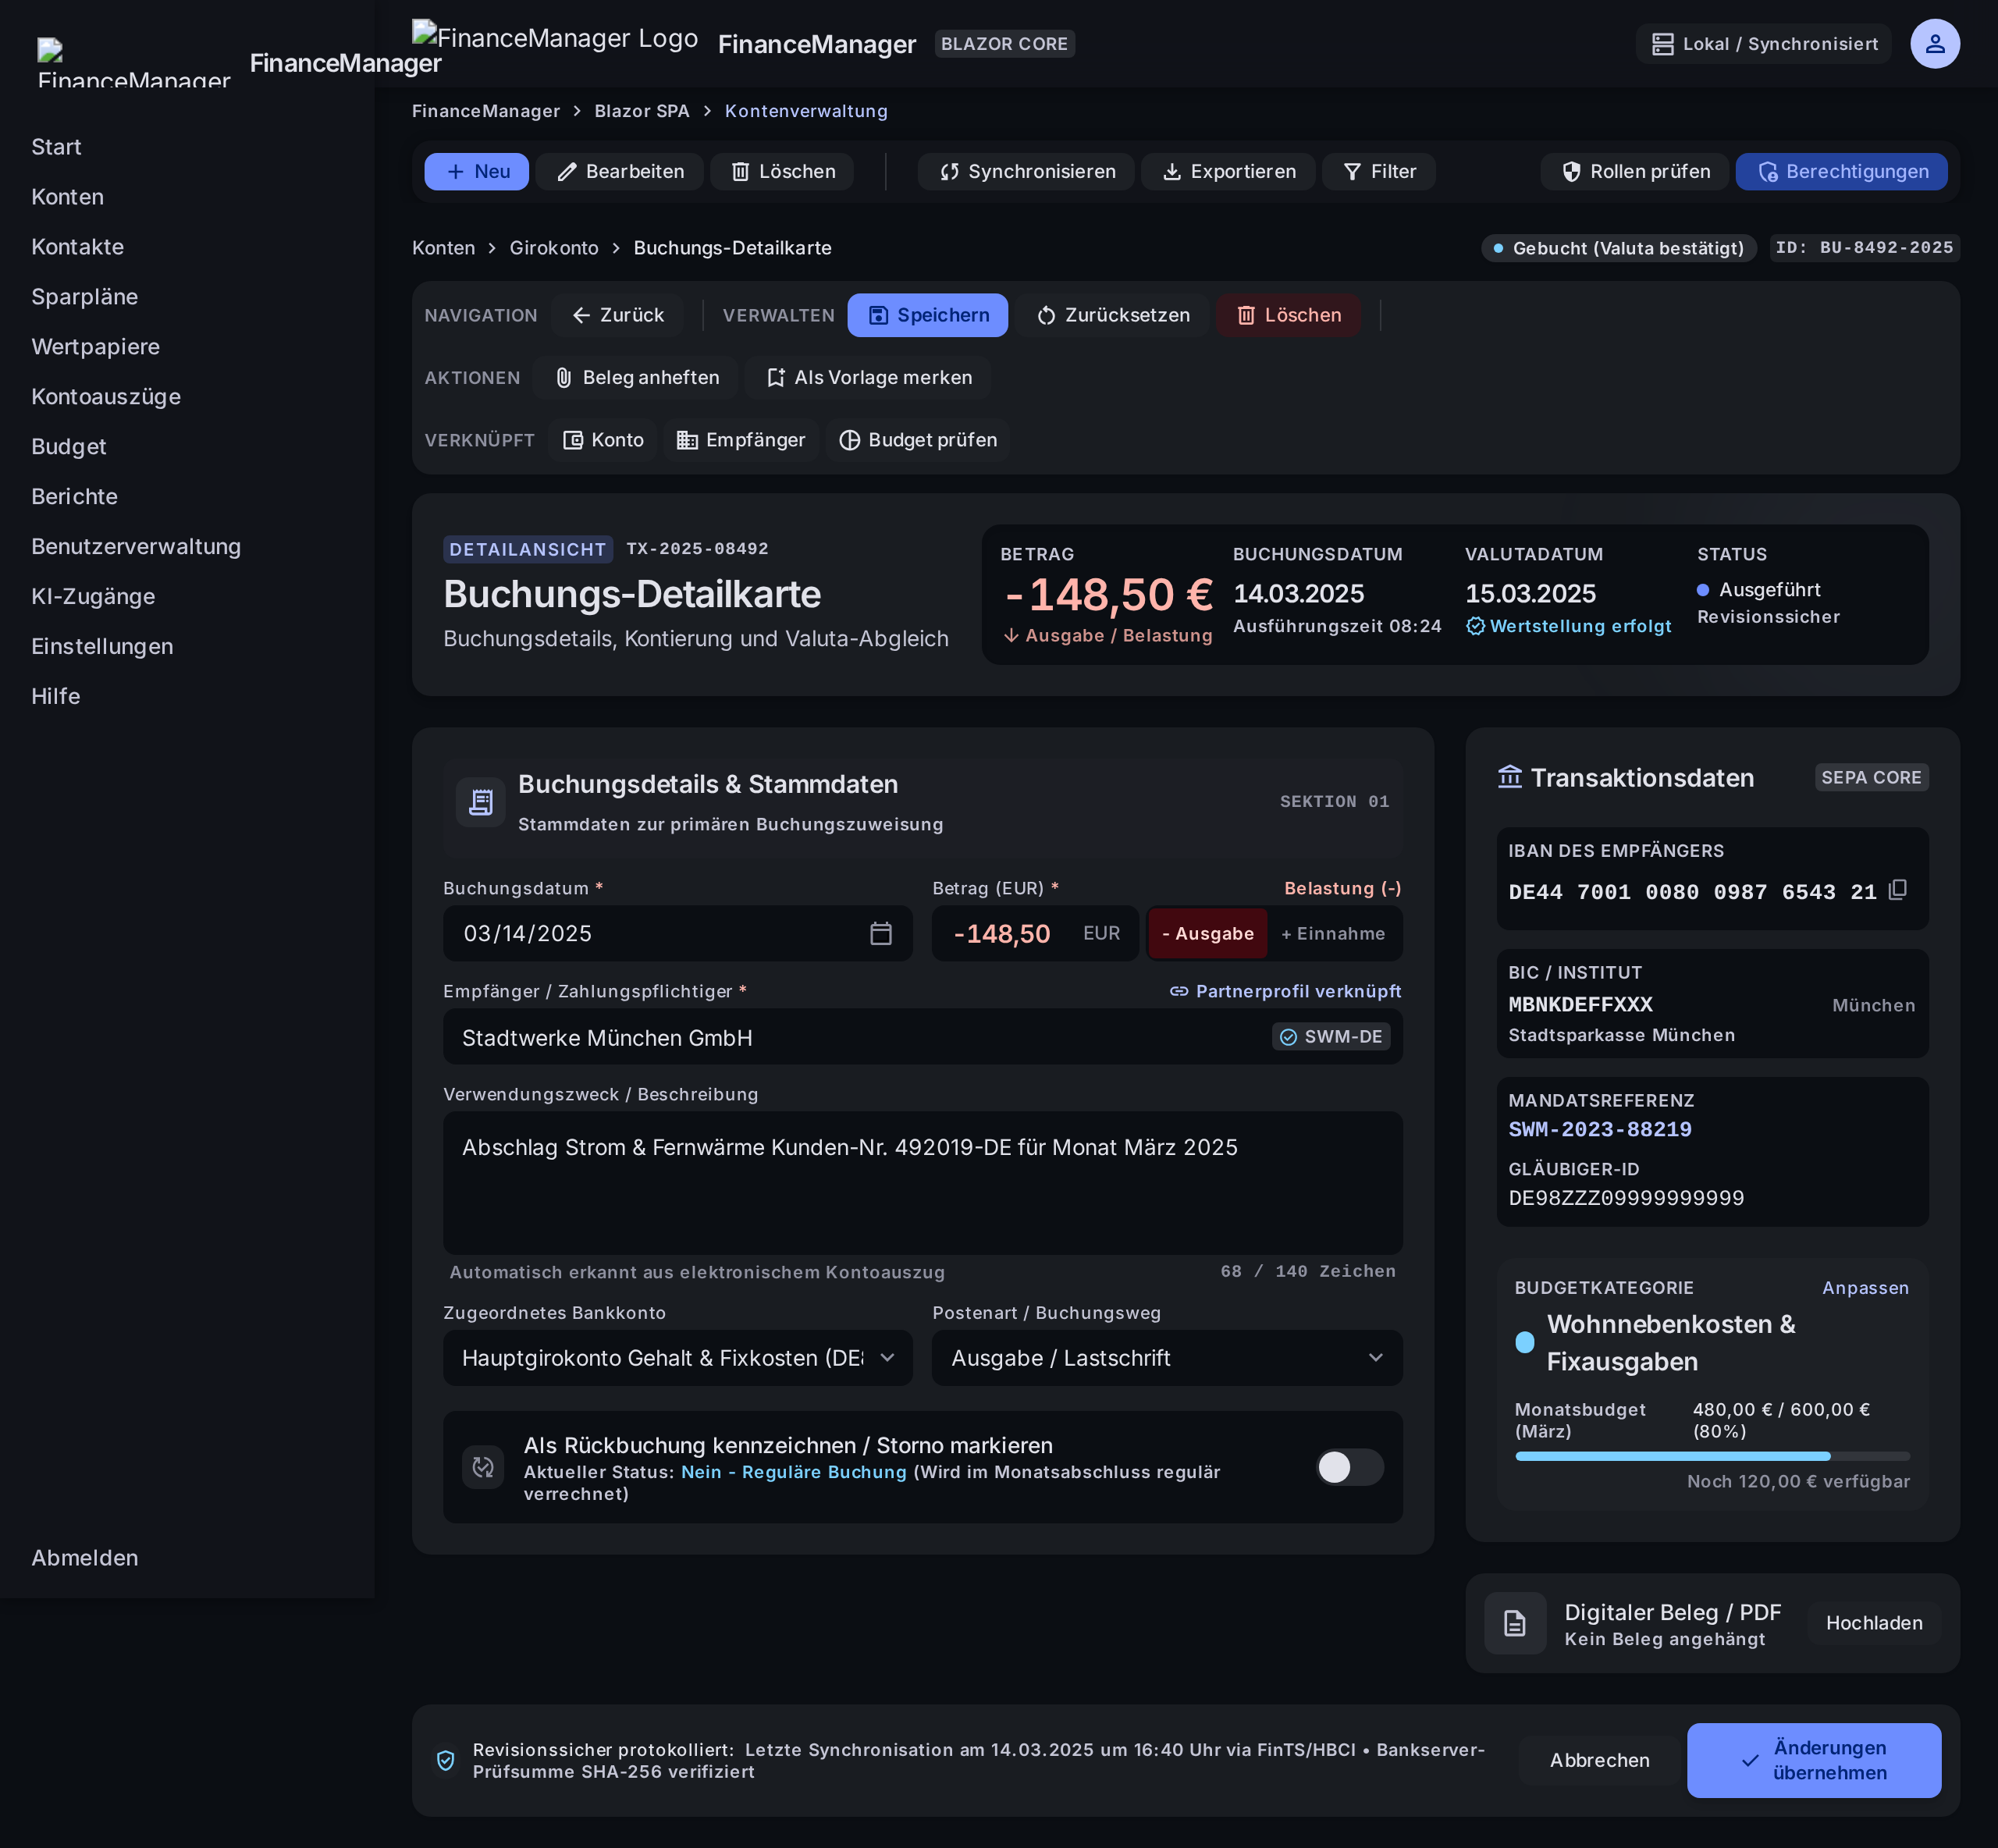 FinanceManager
FinanceManager
Start
Konten
Kontakte
Sparpläne
Wertpapiere
Kontoauszüge
Budget
Berichte
Benutzerverwaltung
KI-Zugänge
Einstellungen
Hilfe
Abmelden
FinanceManager Logo FinanceManager BLAZOR CORE
Lokal / Synchronisiert
FinanceManager > Blazor SPA > Kontenverwaltung
Neu Bearbeiten Löschen Synchronisieren Exportieren Filter Rollen prüfen Berechtigungen
Konten > Girokonto > Buchungs-Detailkarte
Gebucht (Valuta bestätigt) ID: BU-8492-2025
NAVIGATION Zurück VERWALTEN Speichern Zurücksetzen Löschen
AKTIONEN Beleg anheften Als Vorlage merken
VERKNÜPFT Konto Empfänger Budget prüfen
DETAILANSICHT TX-2025-08492
Buchungs-Detailkarte
Buchungsdetails, Kontierung und Valuta-Abgleich
BETRAG
-148,50 €
Ausgabe / Belastung
BUCHUNGSDATUM
14.03.2025
Ausführungszeit 08:24
VALUTADATUM
15.03.2025
Wertstellung erfolgt
STATUS
Ausgeführt
Revisionssicher
Buchungsdetails & Stammdaten
Stammdaten zur primären Buchungszuweisung
SEKTION 01
Buchungsdatum *
03/14/2025
Betrag (EUR) * Belastung (-)
-148,50 EUR - Ausgabe + Einnahme
Empfänger / Zahlungspflichtiger * Partnerprofil verknüpft
Stadtwerke München GmbH SWM-DE
Verwendungszweck / Beschreibung
Abschlag Strom & Fernwärme Kunden-Nr. 492019-DE für Monat März 2025
Automatisch erkannt aus elektronischem Kontoauszug 68 / 140 Zeichen
Zugeordnetes Bankkonto
Hauptgirokonto Gehalt & Fixkosten (DE8
Postenart / Buchungsweg
Ausgabe / Lastschrift
Als Rückbuchung kennzeichnen / Storno markieren
Aktueller Status: Nein - Reguläre Buchung (Wird im Monatsabschluss regulär
verrechnet)
Transaktionsdaten SEPA CORE
IBAN DES EMPFÄNGERS
DE44 7001 0080 0987 6543 21
BIC / INSTITUT
MBNKDEFFXXX München
Stadtsparkasse München
MANDATSREFERENZ
SWM-2023-88219
GLÄUBIGER-ID
DE98ZZZ09999999999
BUDGETKATEGORIE Anpassen
Wohnnebenkosten &
Fixausgaben
Monatsbudget
(März)
480,00 € / 600,00 €
(80%)
Noch 120,00 € verfügbar
Digitaler Beleg / PDF
Kein Beleg angehängt
Hochladen
Revisionssicher protokolliert: Letzte Synchronisation am 14.03.2025 um 16:40 Uhr via FinTS/HBCI • Bankserver-
Prüfsumme SHA-256 verifiziert
Abbrechen
Änderungen
übernehmen